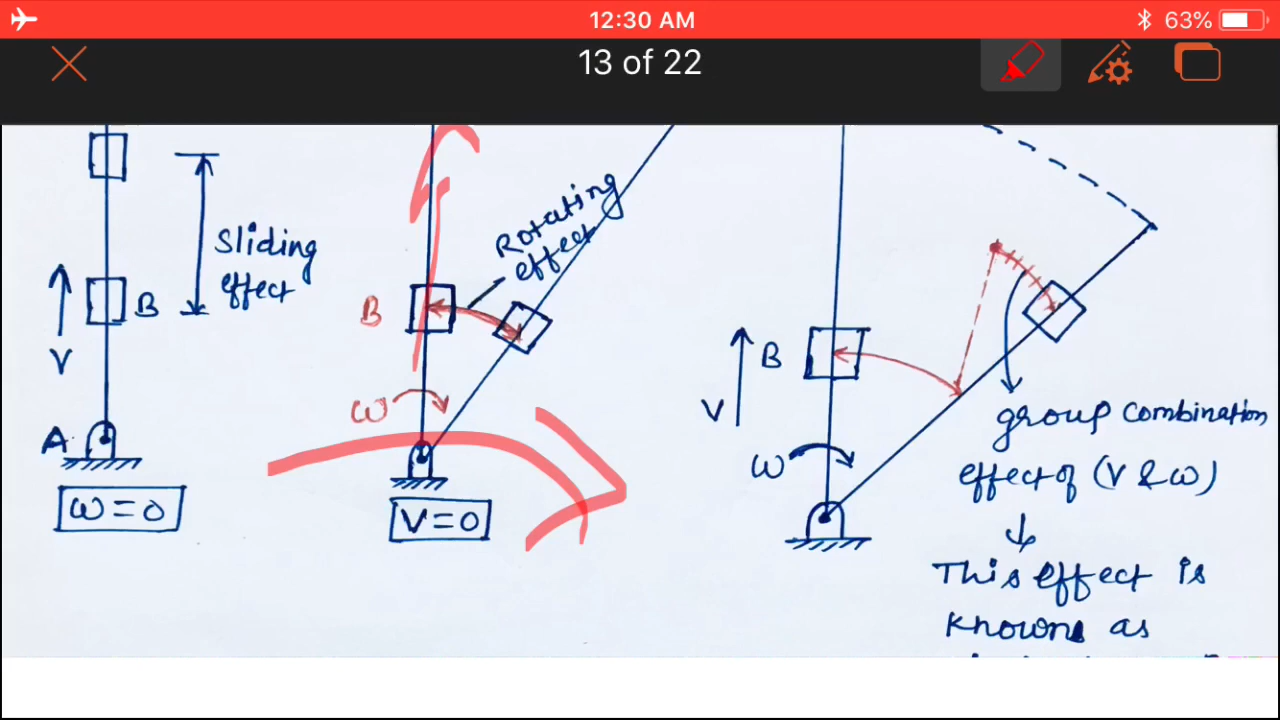 12:30 AM
63%
13 of 22
Sliding
effect
B
V
A
ω=0
Rotating
effect
B
ω
V=0
B
V
ω
group combination
effect of (V & ω)
↓
This effect is
known as